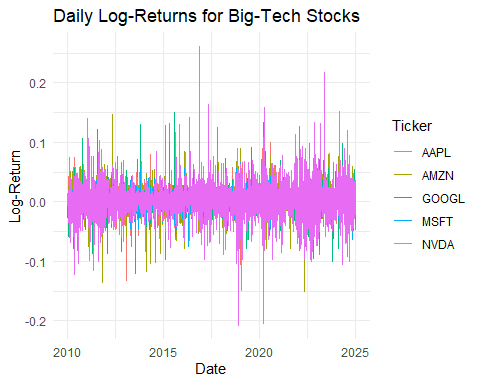 Daily Log-Returns for Big-Tech Stocks
Log-Return
0.2
0.1
0.0
-0.1
-0.2
2010
2015
2020
2025
Date
Ticker
AAPL
AMZN
GOOGL
MSFT
NVDA